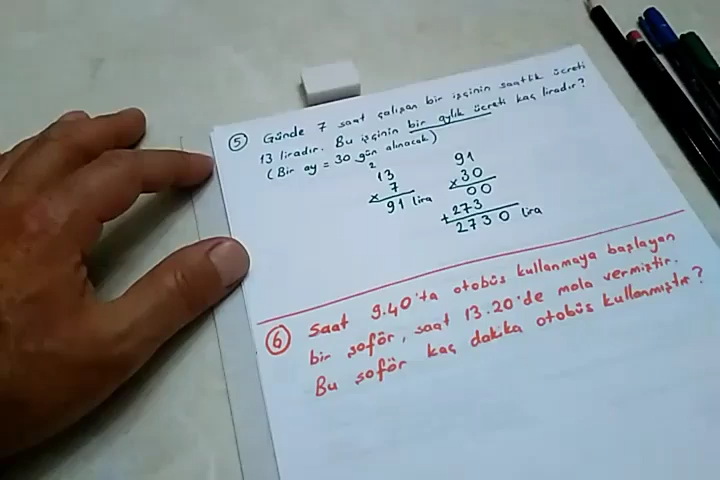 5 Günde 7 saat çalışan bir işçinin saatlik ücreti
13 liradır. Bu işçinin bir aylık ücreti kaç liradır?
(Bir ay = 30 gün alınacak)
2
13
x 7
91 lira
91
x 30
00
+273
2730 lira
6 Saat 9.40'ta otobüs kullanmaya başlayan
bir şoför, saat 13.20'de mola vermiştir.
Bu şoför kaç dakika otobüs kullanmıştır?